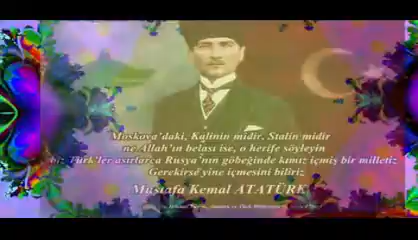 Moskova'daki, Kalinin midir, Stalin midir
ne Allah'ın belası ise, o herife söyleyin
biz Türk'ler asırlarca Rusya'nın göbeğinde kımız içmiş bir milletiz
Gerekirse yine içmesini biliriz
Mustafa Kemal ATATÜRK